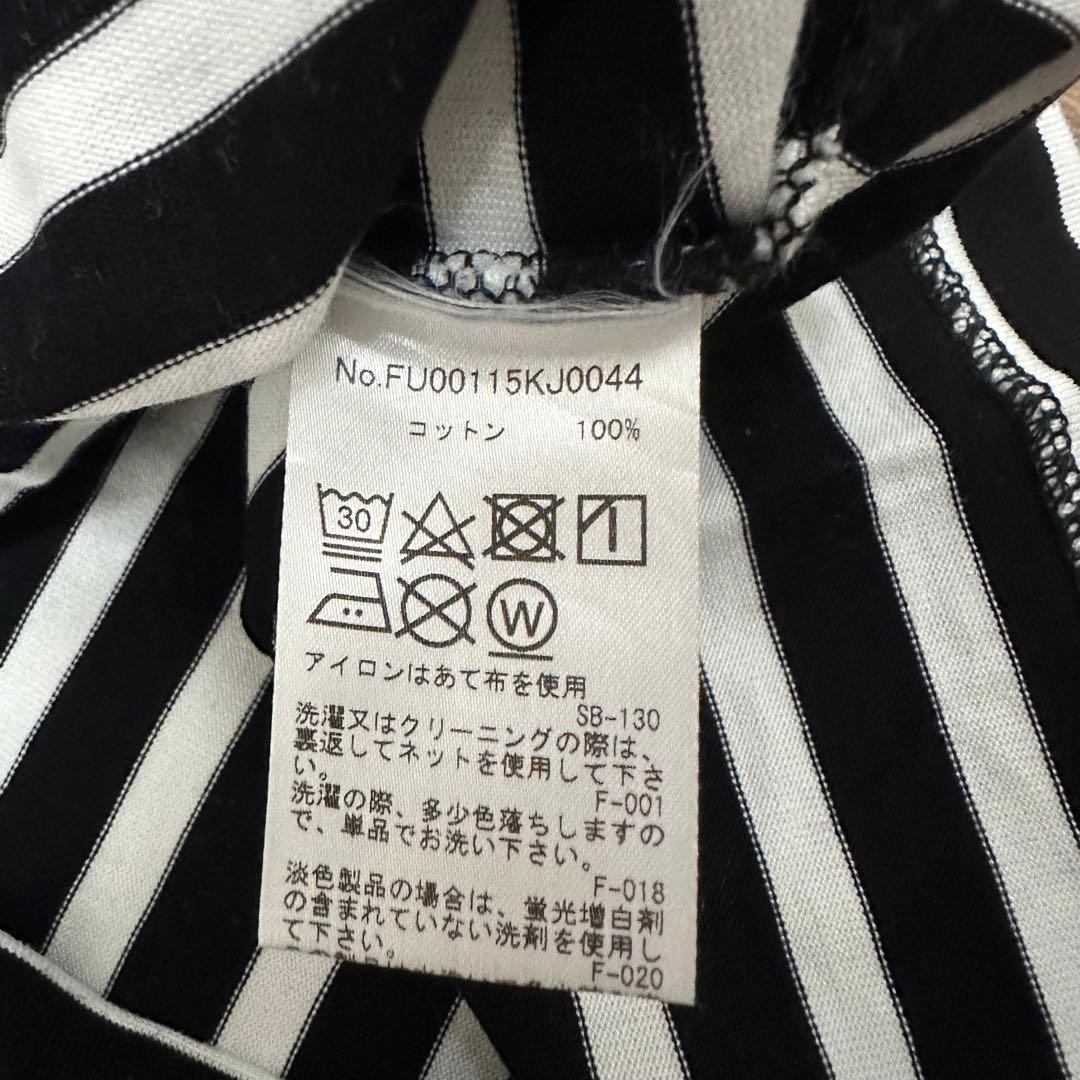 No.FU00115KJ0044
コットン 100%
30
W
アイロンはあて布を使用
SB-130
洗濯又はクリーニングの際は、
裏返してネットを使用して下さ
い。
F-001
洗濯の際、多少色落ちしますの
で、単品でお洗い下さい。
F-018
淡色製品の場合は、蛍光増白剤
の含まれていない洗剤を使用し
て下さい。
F-020